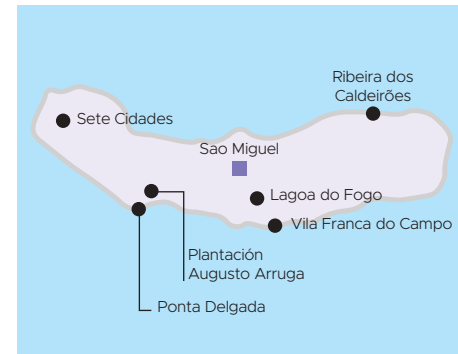 Ribeira dos
Caldeirões
Sete Cidades
Sao Miguel
Lagoa do Fogo
Vila Franca do Campo
Plantación
Augusto Arruga
Ponta Delgada